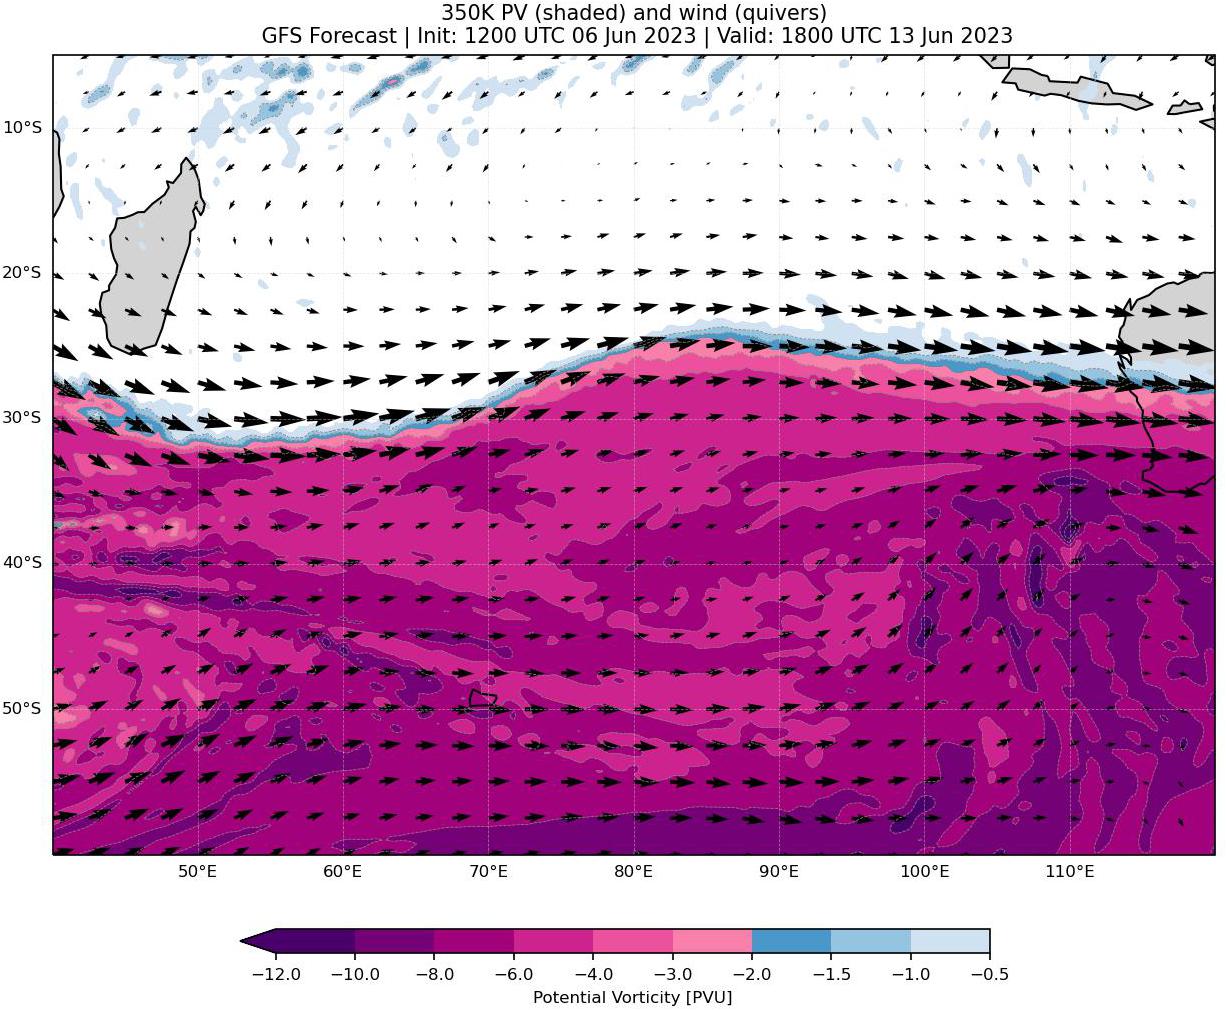 350K PV (shaded) and wind (quivers)
GFS Forecast | Init: 1200 UTC 06 Jun 2023 | Valid: 1800 UTC 13 Jun 2023
10°S
20°S
30°S
40°S
50°S
50°E 60°E 70°E 80°E 90°E 100°E 110°E
−12.0 −10.0 −8.0 −6.0 −4.0 −3.0 −2.0 −1.5 −1.0 −0.5
Potential Vorticity [PVU]